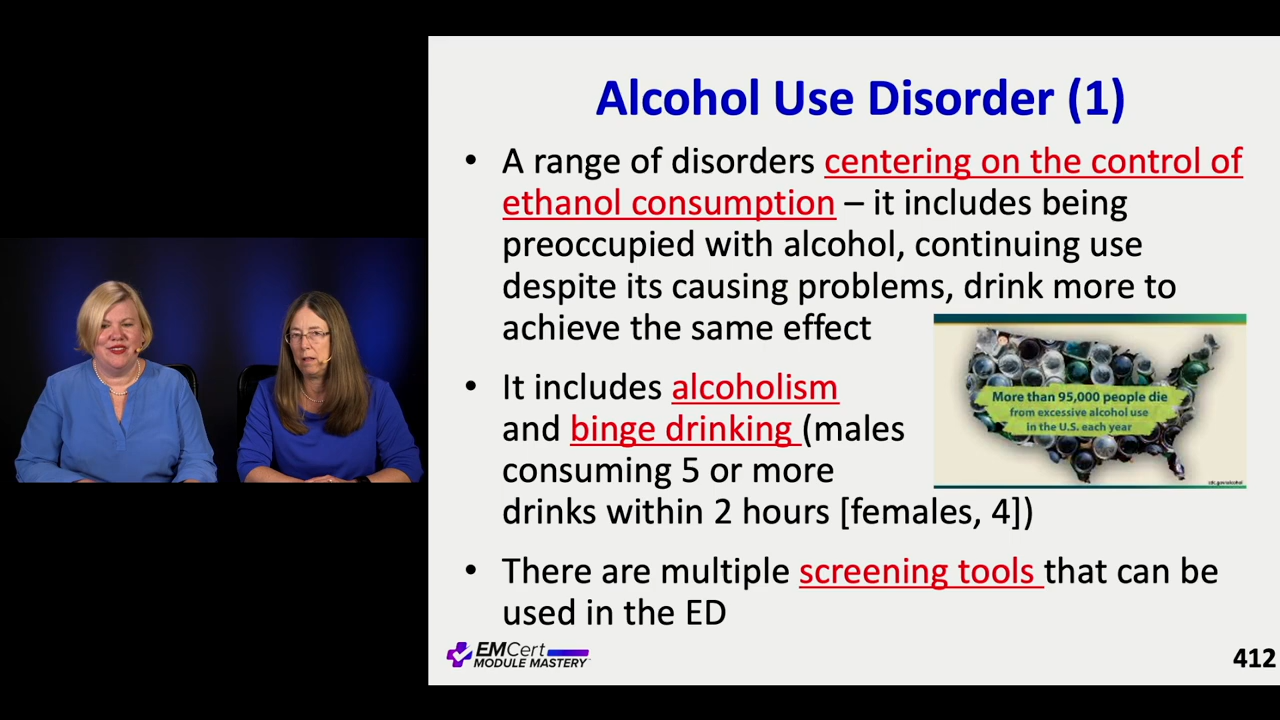 Alcohol Use Disorder (1)
• A range of disorders centering on the control of
ethanol consumption – it includes being
preoccupied with alcohol, continuing use
despite its causing problems, drink more to
achieve the same effect
• It includes alcoholism
and binge drinking (males
consuming 5 or more
drinks within 2 hours [females, 4])
More than 95,000 people die
from excessive alcohol use
in the U.S. each year
cdc.gov/alcohol
• There are multiple screening tools that can be
used in the ED
EMCert
MODULE MASTERY
412